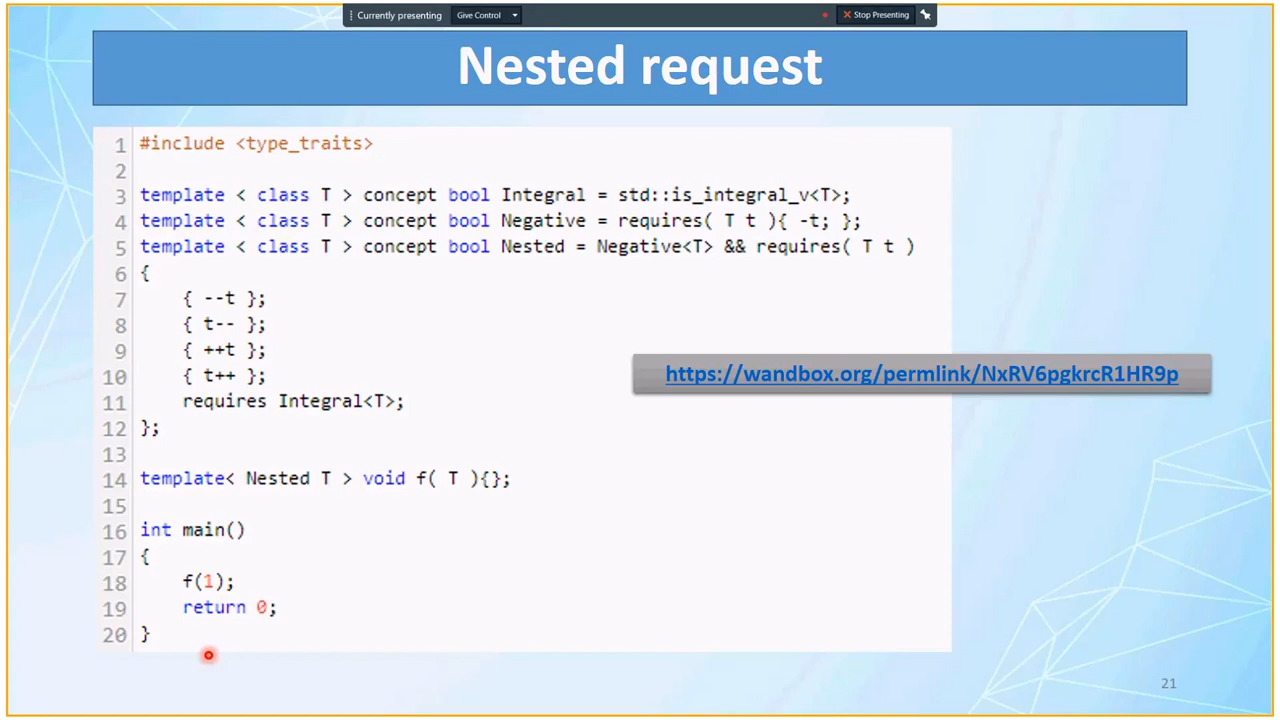 Currently presenting Give Control Stop Presenting
Nested request
1 #include <type_traits>
2
3 template < class T > concept bool Integral = std::is_integral_v<T>;
4 template < class T > concept bool Negative = requires( T t ){ -t; };
5 template < class T > concept bool Nested = Negative<T> && requires( T t )
6 {
7 { --t };
8 { t-- };
9 { ++t };
10 { t++ };
11 requires Integral<T>;
12 };
13
14 template< Nested T > void f( T ){};
15
16 int main()
17 {
18 f(1);
19 return 0;
20 }
https://wandbox.org/permlink/NxRV6pgkrcR1HR9p
21